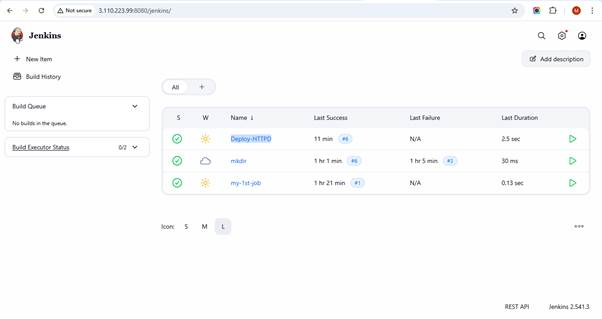 Not secure 3.110.223.99:8080/jenkins/
M
Jenkins
New Item
Add description
Build History
All +
Build Queue
No builds in the queue.
Build Executor Status 0/2
S W Name ↓ Last Success Last Failure Last Duration
Deploy-HTTPD 11 min #6 N/A 2.5 sec
mkdir 1 hr 1 min #6 1 hr 5 min #3 30 ms
my-1st-job 1 hr 21 min #1 N/A 0.13 sec
Icon: S M L
REST API Jenkins 2.541.3